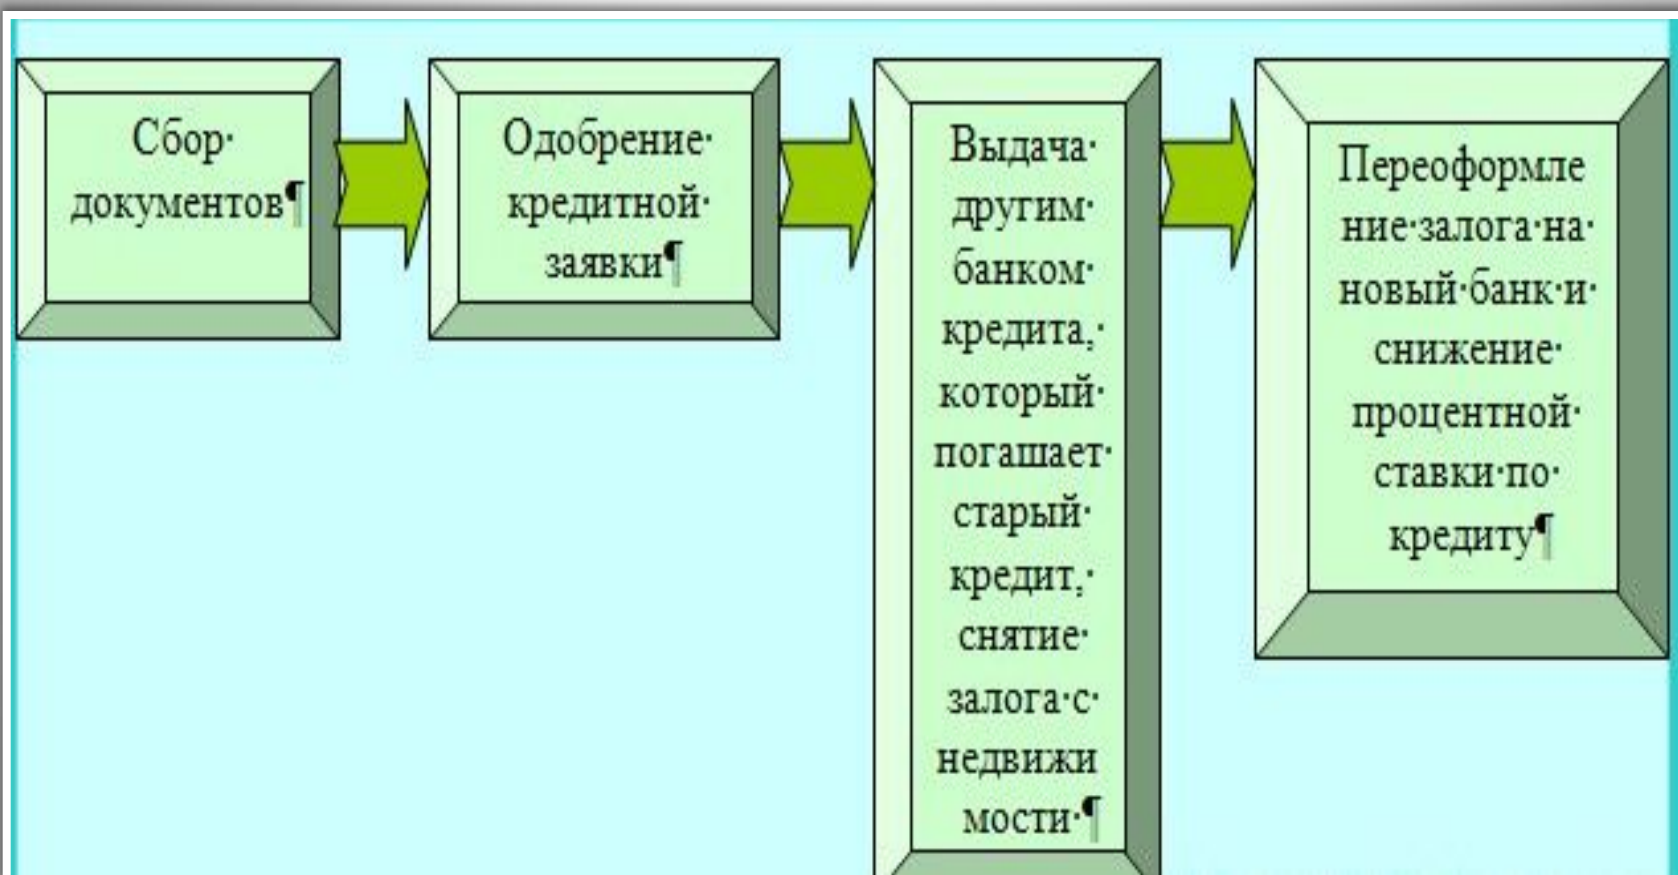 Сбор·
документов¶
Одобрение·
кредитной·
заявки¶
Выдача·
другим·
банком·
кредита,·
который·
погашает·
старый·
кредит,·
снятие·
залога·с·
недвижи
мости·¶
Переоформле
ние·залога·на·
новый·банк·и·
снижение·
процентной·
ставки·по·
кредиту¶